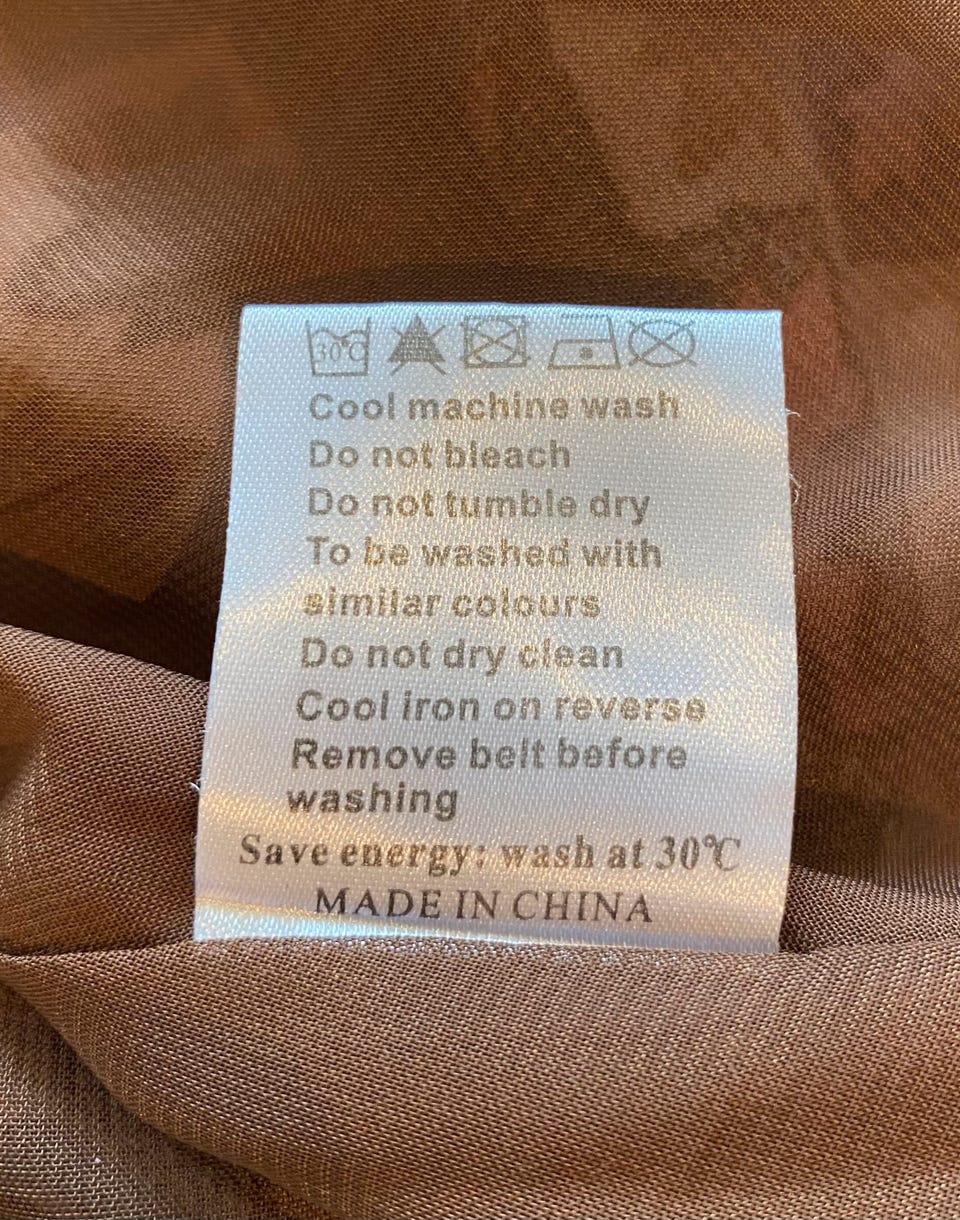 30°C
Cool machine wash
Do not bleach
Do not tumble dry
To be washed with
similar colours
Do not dry clean
Cool iron on reverse
Remove belt before
washing
Save energy: wash at 30℃
MADE IN CHINA